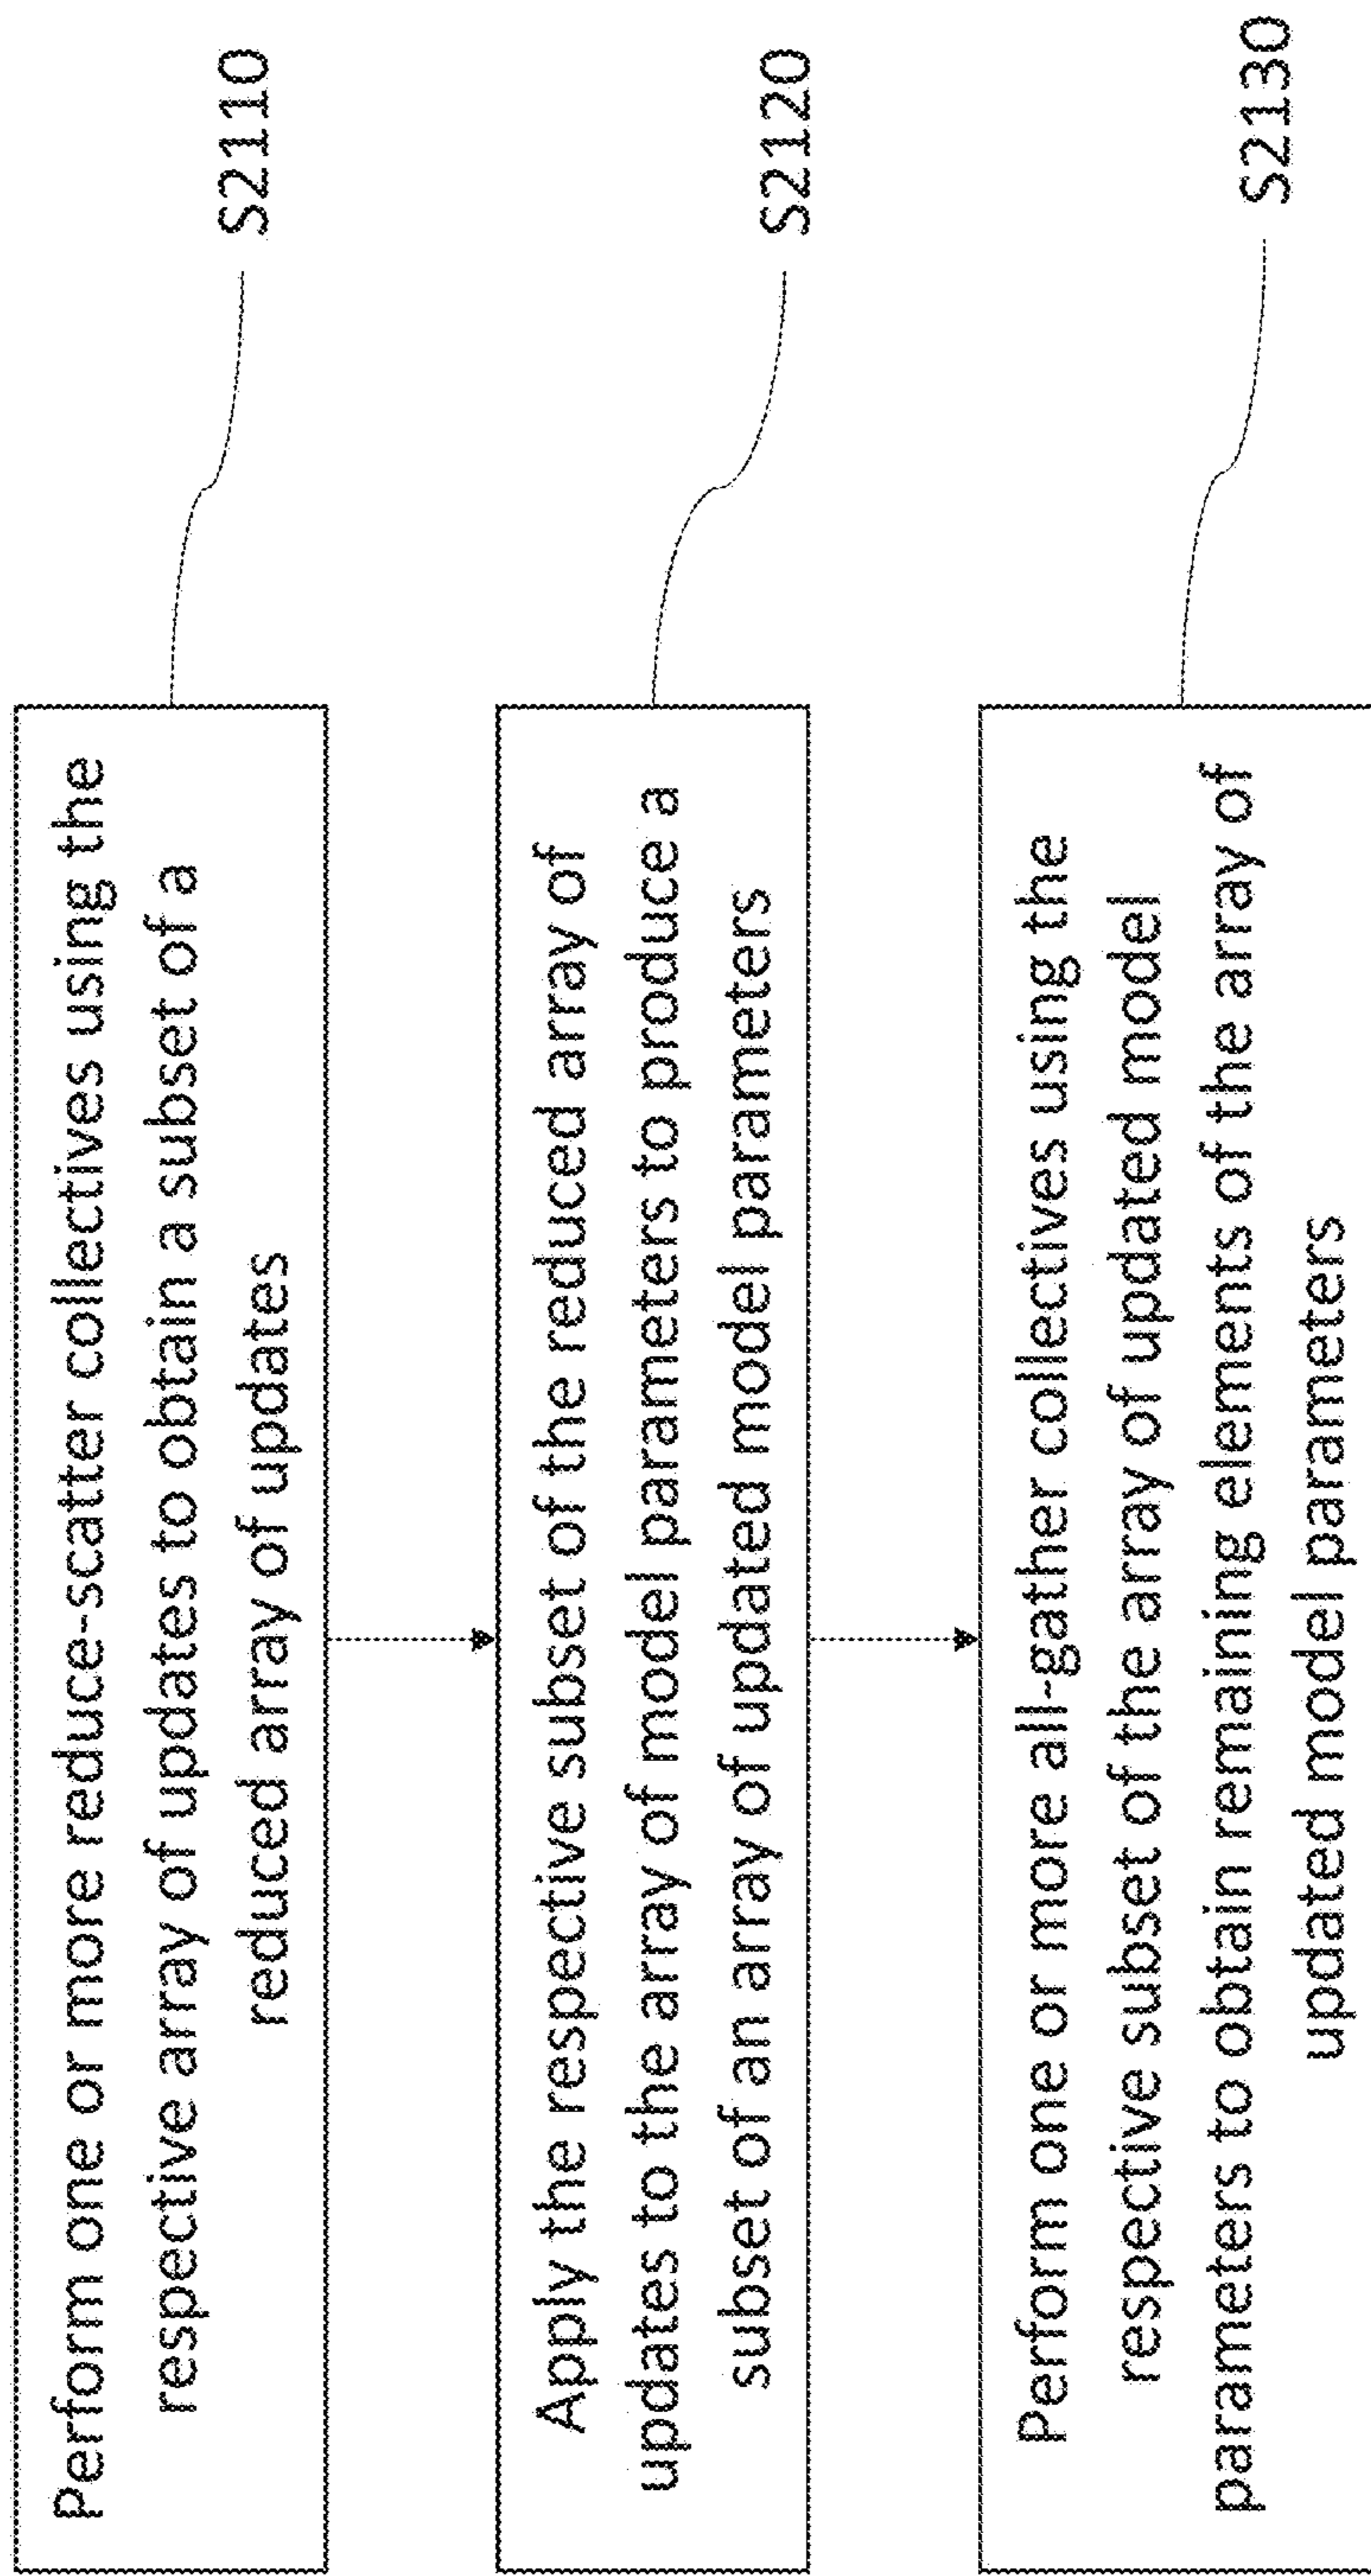 Perform one or more reduce-scatter collectives using the
respective array of updates to obtain a subset of a
reduced array of updates
S2110
Apply the respective subset of the reduced array of
updates to the array of model parameters to produce a
subset of an array of updated model parameters
S2120
Perform one or more all-gather collectives using the
respective subset of the array of updated model
parameters to obtain remaining elements of the array of
updated model parameters
S2130